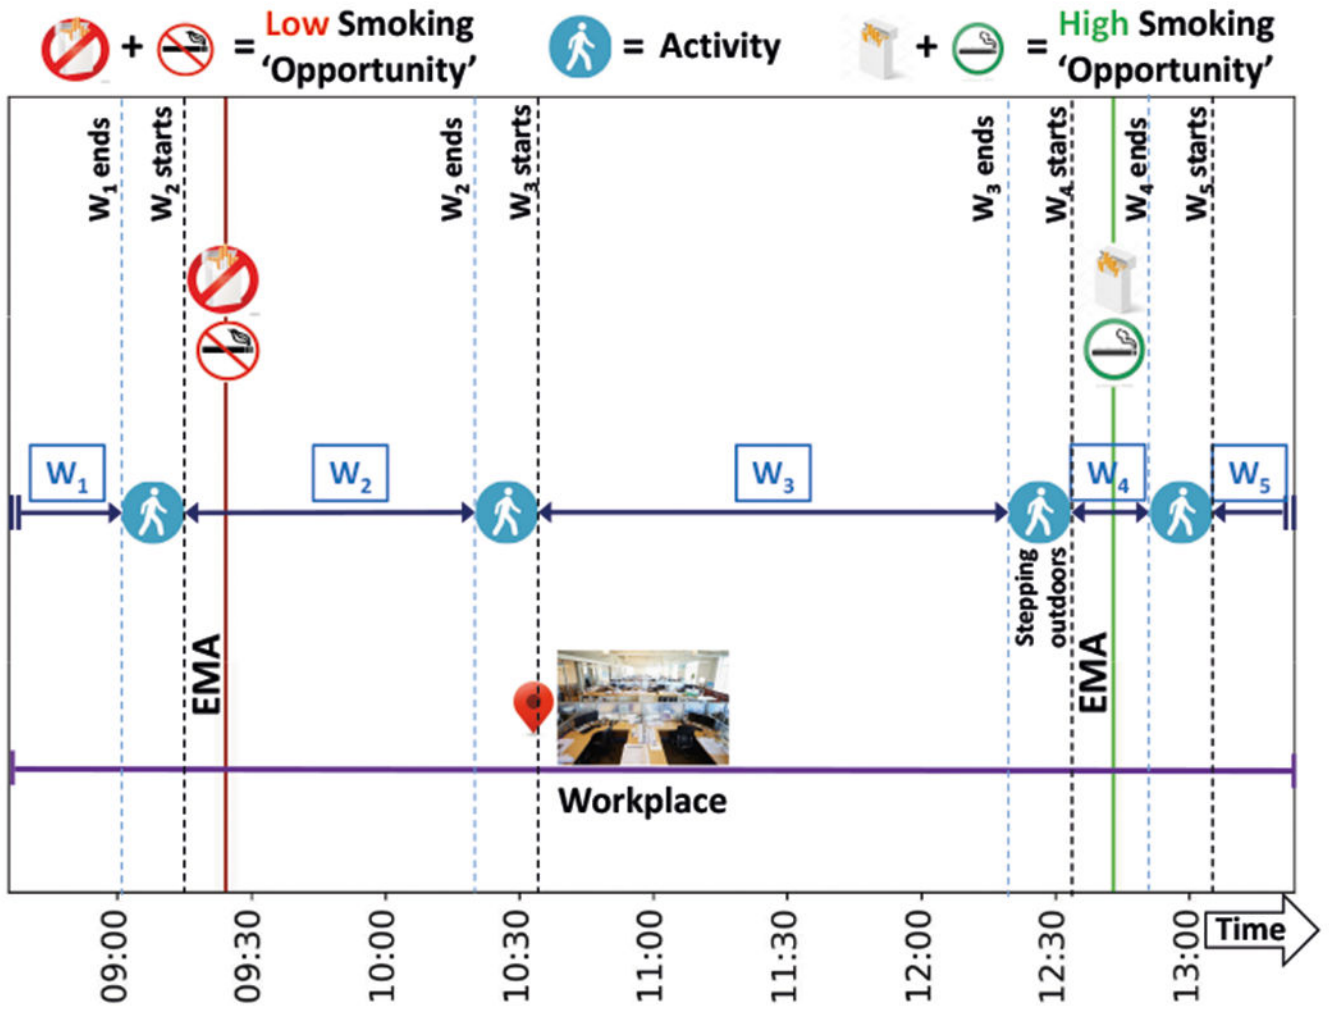 + = Low Smoking
'Opportunity'
= Activity
+ = High Smoking
'Opportunity'
W1 ends
W2 starts
W2 ends
W3 starts
W3 ends
W4 starts
W4 ends
W5 starts
W1
W2
W3
W4
W5
Stepping
outdoors
EMA
EMA
Workplace
09:00
09:30
10:00
10:30
11:00
11:30
12:00
12:30
13:00
Time